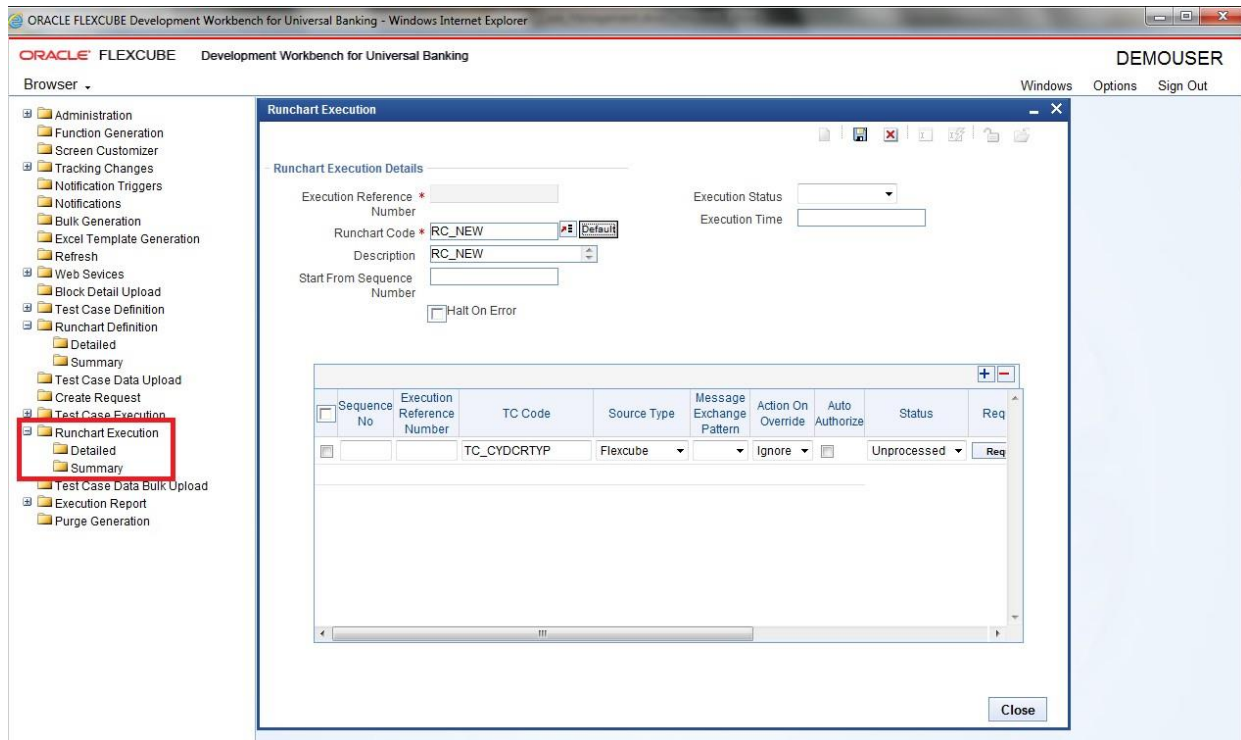 ORACLE FLEXCUBE Development Workbench for Universal Banking - Windows Internet Explorer
ORACLE FLEXCUBE Development Workbench for Universal Banking
DEMOUSER
Browser
Windows Options Sign Out
Administration
Function Generation
Screen Customizer
Tracking Changes
Notification Triggers
Notifications
Bulk Generation
Excel Template Generation
Refresh
Web Sevices
Block Detail Upload
Test Case Definition
Runchart Definition
Detailed
Summary
Test Case Data Upload
Create Request
Test Case Execution
Runchart Execution
Detailed
Summary
Test Case Data Bulk Upload
Execution Report
Purge Generation
Runchart Execution
Runchart Execution Details
Execution Reference * Number
Runchart Code * RC_NEW Default
Description RC_NEW
Start From Sequence Number
Halt On Error
Execution Status
Execution Time
Sequence No Execution Reference Number TC Code Source Type Message Exchange Pattern Action On Override Auto Authorize Status Req
TC_CYDCRTYP Flexcube Ignore Unprocessed Req
Close